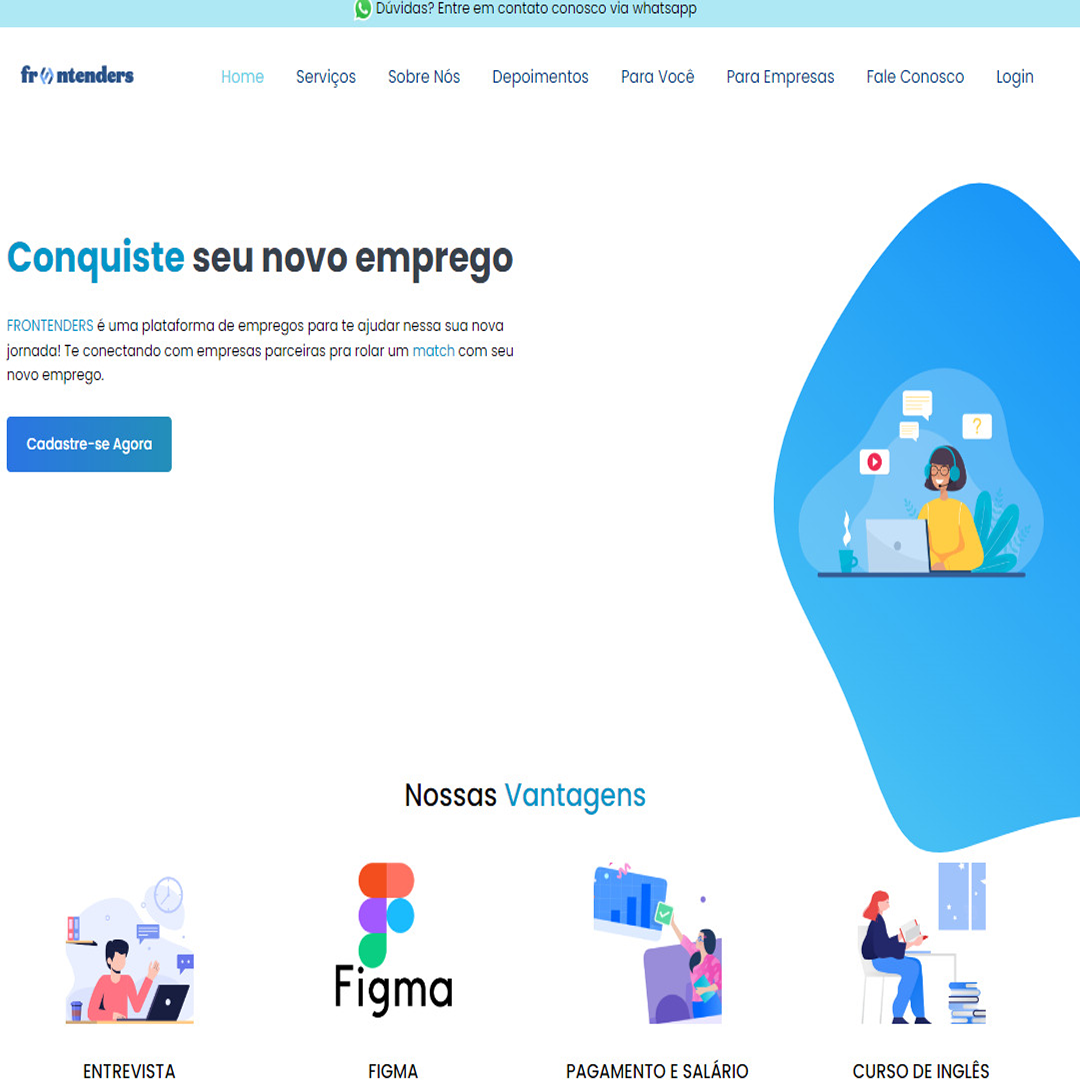 Dúvidas? Entre em contato conosco via whatsapp
frontenders
Home Serviços Sobre Nós Depoimentos Para Você Para Empresas Fale Conosco Login
Conquiste seu novo emprego
FRONTENDERS é uma plataforma de empregos para te ajudar nessa sua nova
jornada! Te conectando com empresas parceiras pra rolar um match com seu
novo emprego.
Cadastre-se Agora
?
Nossas Vantagens
Figma
ENTREVISTA FIGMA PAGAMENTO E SALÁRIO CURSO DE INGLÊS